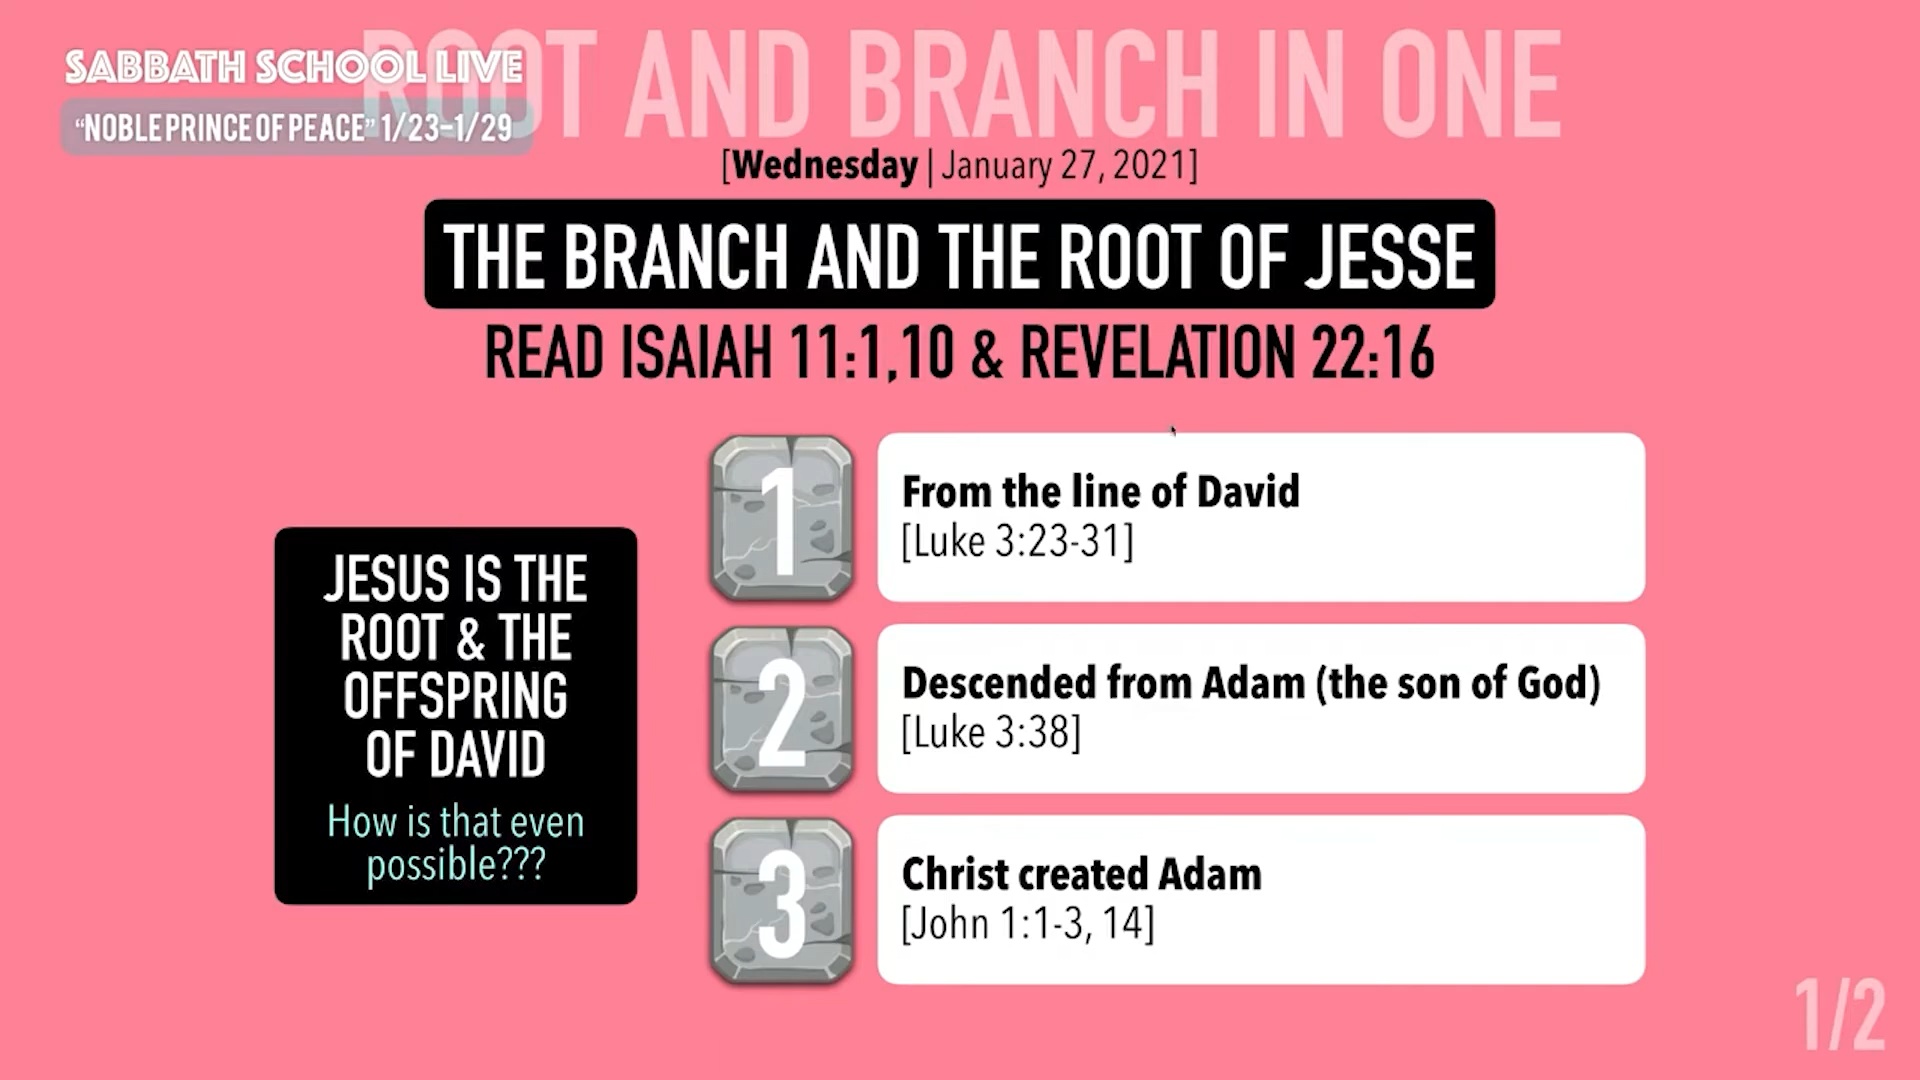 ROOT AND BRANCH IN ONE
SABBATH SCHOOL LIVE
“NOBLE PRINCE OF PEACE” 1/23-1/29
[Wednesday | January 27, 2021]
THE BRANCH AND THE ROOT OF JESSE
READ ISAIAH 11:1,10 & REVELATION 22:16
JESUS IS THE
ROOT & THE
OFFSPRING
OF DAVID
How is that even
possible???
1
From the line of David
[Luke 3:23-31]
2
Descended from Adam (the son of God)
[Luke 3:38]
3
Christ created Adam
[John 1:1-3, 14]
1/2